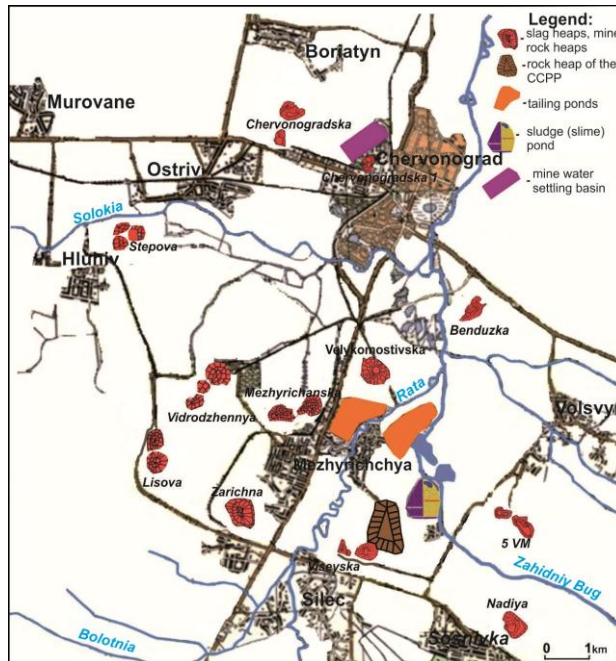 Legend:
slag heaps, mine
rock heaps
rock heap of the
CCPP
tailing ponds
sludge (slime)
pond
mine water
settling basin
Boriatyn
Murovane
Chervonogradska
Chervonograd
Chervonogradska 1
Ostriv
Solokia
Stepova
Hluhiv
Benduzka
Velykomostivska
Rata
Mezhyrichanska
Vidrodzhennya
Volsvyn
Mezhyrichchya
Lisova
Zarichna
5 VM
Zahidniy Bug
Silec
Nadiya
Bolotnia
Sosnivka
0 1km